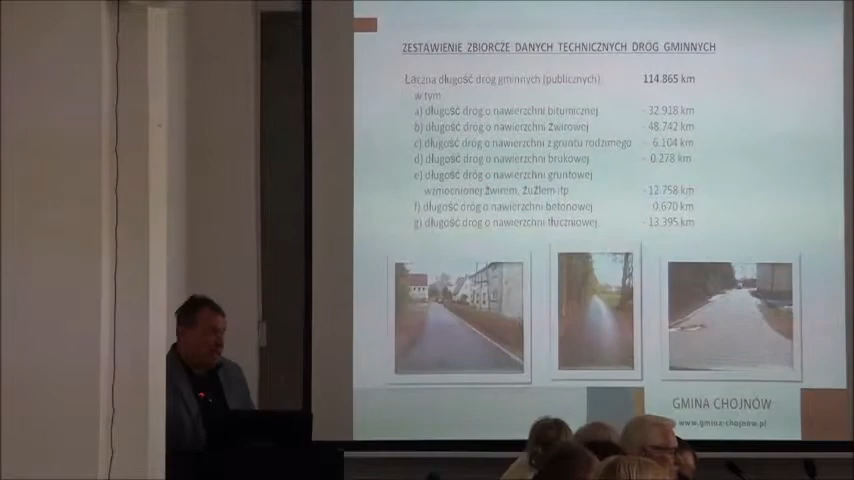 ZESTAWIENIE ZBIORCZE DANYCH TECHNICZNYCH DRÓG GMINNYCH
Łączna długość dróg gminnych (publicznych) 114.865 km
w tym
a) długość dróg o nawierzchni bitumicznej - 32.918 km
b) długość dróg o nawierzchni żwirowej - 48.742 km
c) długość dróg o nawierzchni z gruntu rodzimego - 6.104 km
d) długość dróg o nawierzchni brukowej - 0.278 km
e) długość dróg o nawierzchni gruntowej
wzmocnionej żwirem, żużlem itp - 12.758 km
f) długość dróg o nawierzchni betonowej - 0.670 km
g) długość dróg o nawierzchni tłuczniowej - 13.395 km
GMINA CHOJNÓW
www.gmina-chojnow.pl